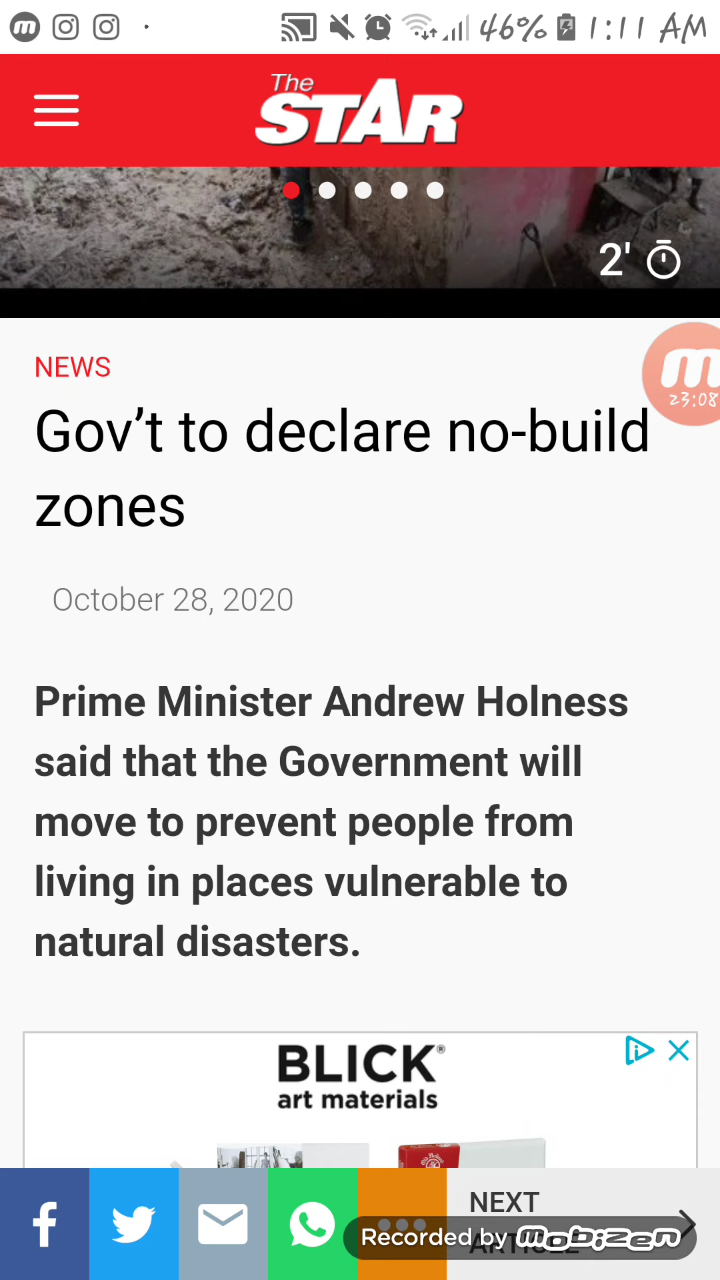 46% 1:11 AM
The
STAR
2'
NEWS
23:08
Gov’t to declare no-build
zones
October 28, 2020
Prime Minister Andrew Holness
said that the Government will
move to prevent people from
living in places vulnerable to
natural disasters.
BLICK®
art materials
NEXT
ARTICLE
Recorded by mobizen